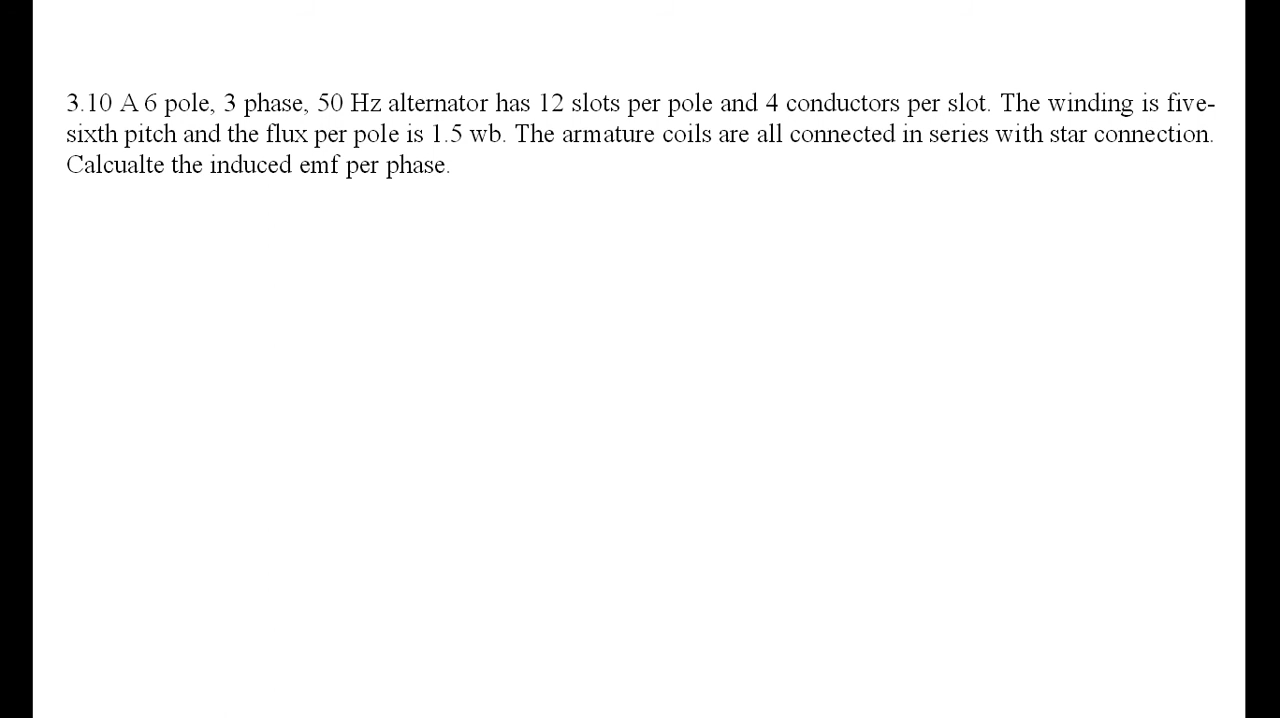 3.10 A 6 pole, 3 phase, 50 Hz alternator has 12 slots per pole and 4 conductors per slot. The winding is five-
sixth pitch and the flux per pole is 1.5 wb. The armature coils are all connected in series with star connection.
Calcualte the induced emf per phase.